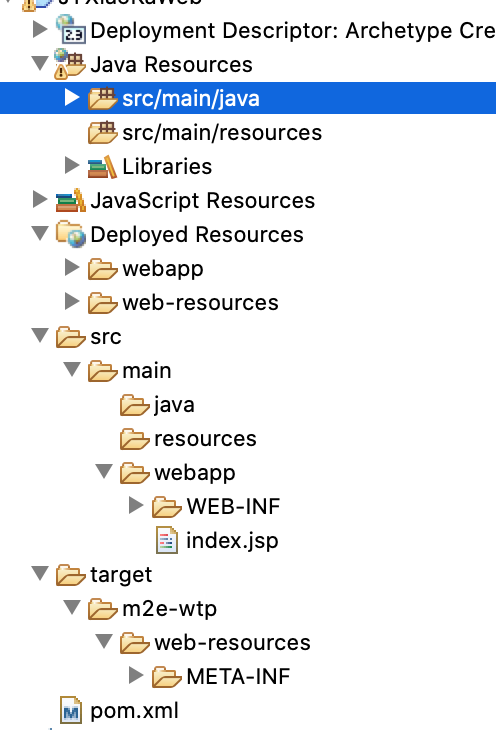 Deployment Descriptor: Archetype Cre
2.3
Java Resources
src/main/java
src/main/resources
Libraries
JavaScript Resources
Deployed Resources
webapp
web-resources
src
main
java
resources
webapp
WEB-INF
index.jsp
target
m2e-wtp
web-resources
META-INF
M
pom.xml